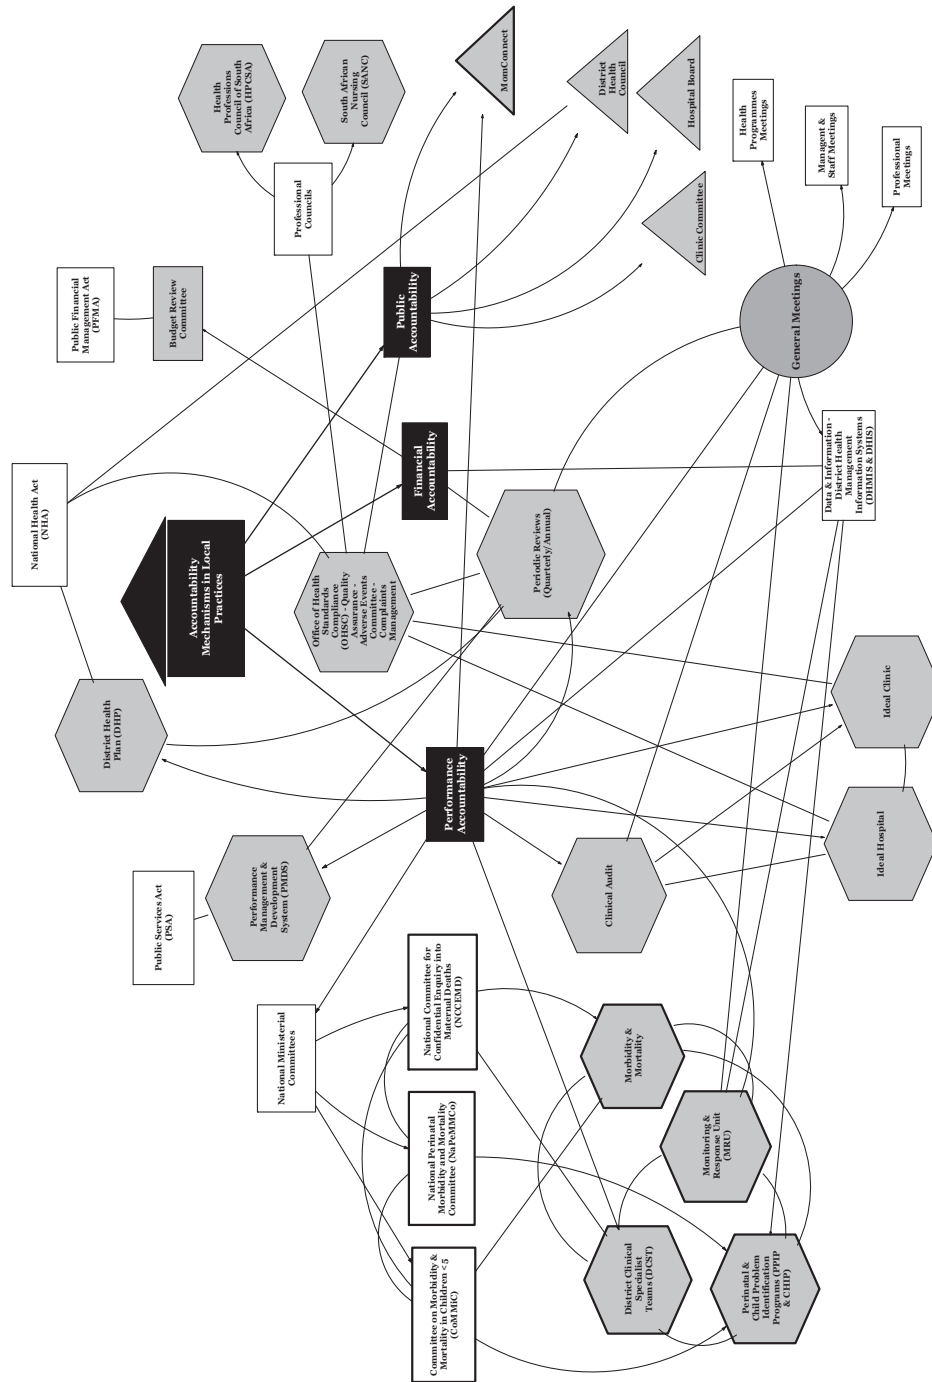 National Health Act
(NHA)
Public Financial
Management Act
(PFMA)
Budget Review
Committee
Health
Professions
Council of South
Africa (HPCSA)
South African
Nursing
Council (SANC)
Professional
Councils
MomConnect
District
Health
Council
Hospital Board
Clinic Committee
Health
Programmes
Meetings
Managent &
Staff Meetings
Professional
Meetings
General Meetings
Public
Accountability
Financial
Accountability
Accountability
Mechanisms in Local
Practices
Office of Health
Standards
Compliance
(OHSC) - Quality
Assurance -
Adverse Events
Committee -
Complaints
Management
Periodic Reviews
(Quarterly/Annual)
Data & Information -
District Health
Management
Information Systems
(DHMIS & DHIS)
District Health
Plan (DHP)
Performance
Accountability
Public Services Act
(PSA)
Performance
Management &
Development
System (PMDS)
Clinical Audit
Ideal Clinic
Ideal Hospital
National Ministerial
Committees
National Committee for
Confidential Enquiry into
Maternal Deaths
(NCCEMD)
National Perinatal
Morbidity and Mortality
Committee (NaPeMMCo)
Committee on Morbidity &
Mortality in Children <5
(CoMMiC)
Morbidity &
Mortality
Monitoring &
Response Unit
(MRU)
District Clinical
Specialist
Teams (DCST)
Perinatal &
Child Problem
Identification
Programs (PPIP
& CHIP)